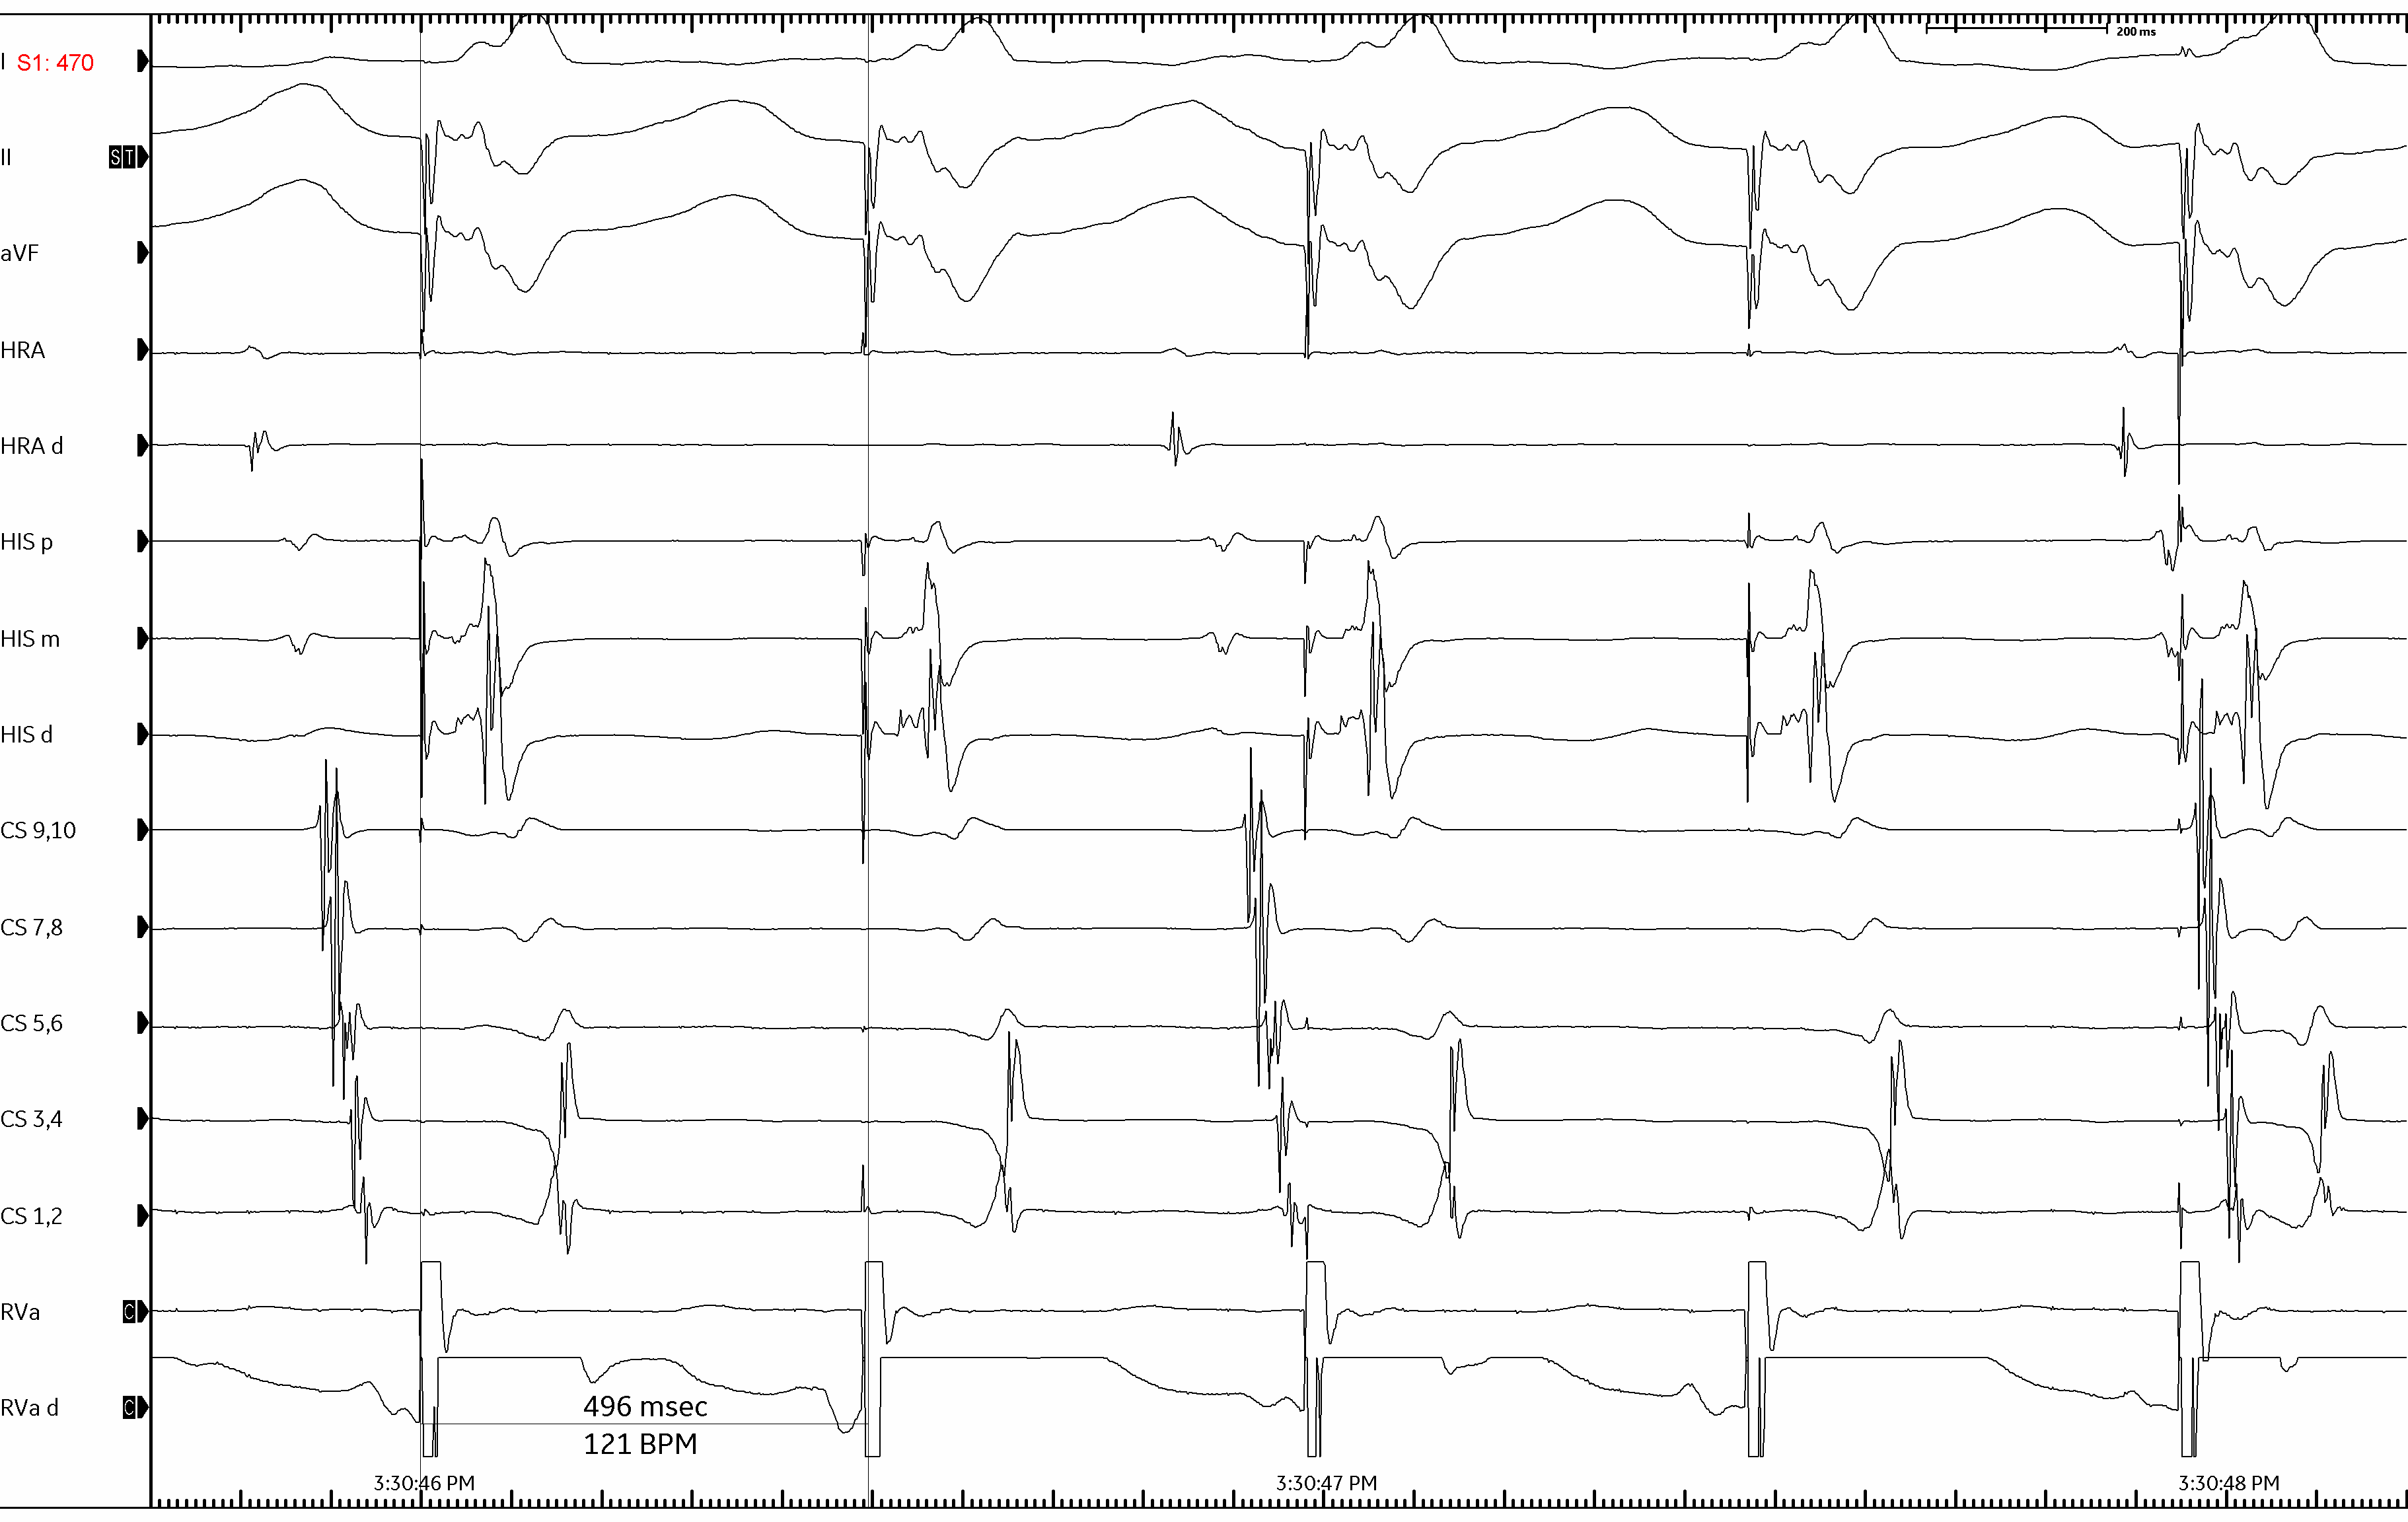 I S1: 470
200 ms
II ST
aVF
HRA
HRA d
HIS p
HIS m
HIS d
CS 9,10
CS 7,8
CS 5,6
CS 3,4
CS 1,2
RVa C
RVa d C
496 msec
121 BPM
3:30:46 PM 3:30:47 PM 3:30:48 PM